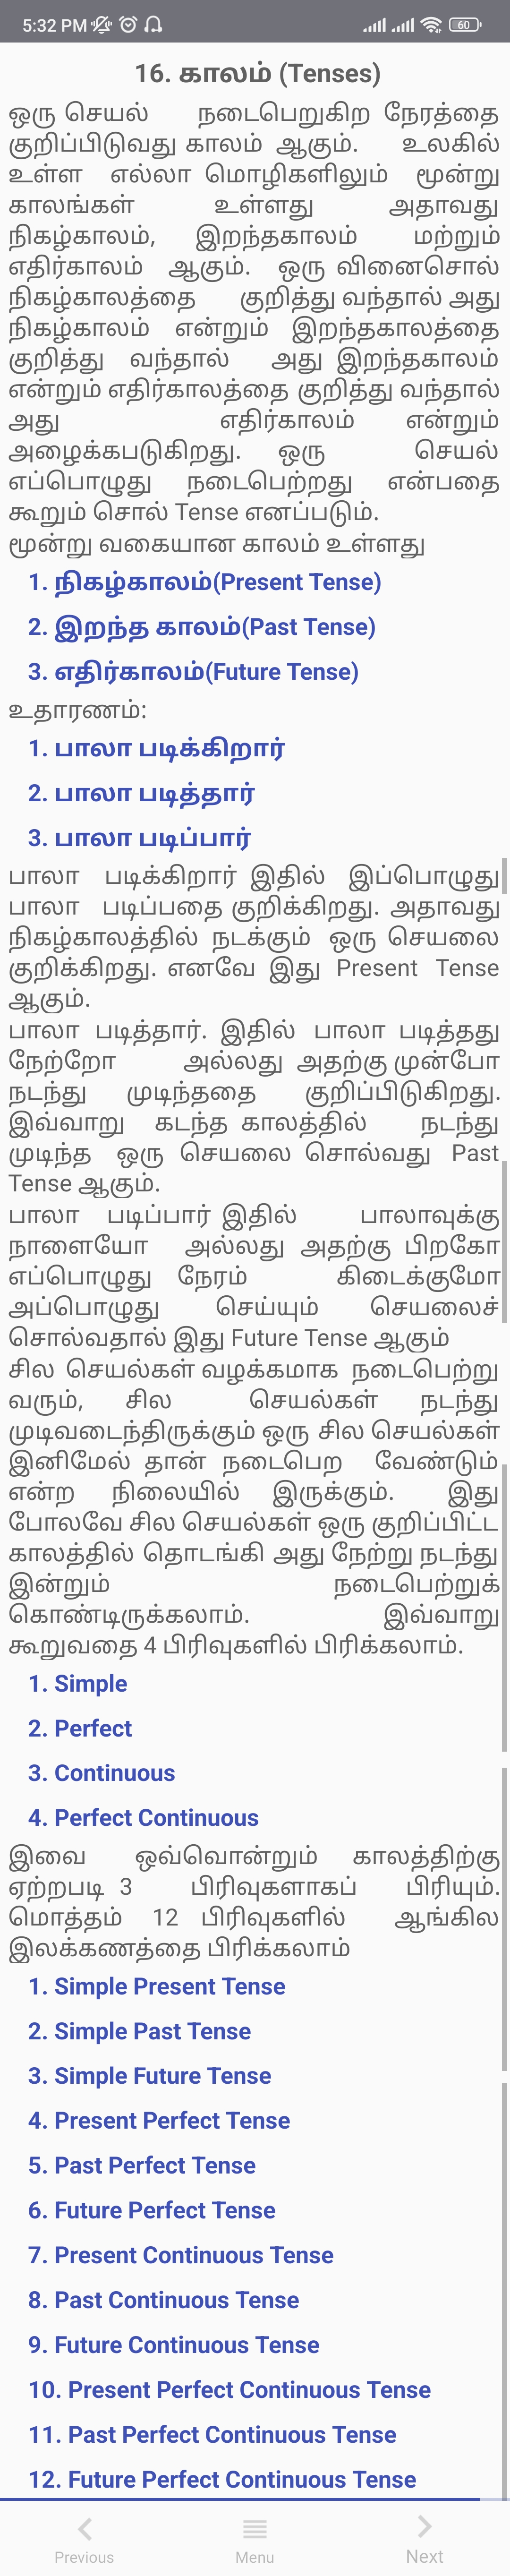 5:32 PM
60
16. காலம் (Tenses)
ஒரு செயல் நடைபெறுகிற நேரத்தை
குறிப்பிடுவது காலம் ஆகும். உலகில்
உள்ள எல்லா மொழிகளிலும் மூன்று
காலங்கள் உள்ளது அதாவது
நிகழ்காலம், இறந்தகாலம் மற்றும்
எதிர்காலம் ஆகும். ஒரு வினைசொல்
நிகழ்காலத்தை குறித்து வந்தால் அது
நிகழ்காலம் என்றும் இறந்தகாலத்தை
குறித்து வந்தால் அது இறந்தகாலம்
என்றும் எதிர்காலத்தை குறித்து வந்தால்
அது எதிர்காலம் என்றும்
அழைக்கபடுகிறது. ஒரு செயல்
எப்பொழுது நடைபெற்றது என்பதை
கூறும் சொல் Tense எனப்படும்.
மூன்று வகையான காலம் உள்ளது
1. நிகழ்காலம்(Present Tense)
2. இறந்த காலம்(Past Tense)
3. எதிர்காலம்(Future Tense)
உதாரணம்:
1. பாலா படிக்கிறார்
2. பாலா படித்தார்
3. பாலா படிப்பார்
பாலா படிக்கிறார் இதில் இப்பொழுது
பாலா படிப்பதை குறிக்கிறது. அதாவது
நிகழ்காலத்தில் நடக்கும் ஒரு செயலை
குறிக்கிறது. எனவே இது Present Tense
ஆகும்.
பாலா படித்தார். இதில் பாலா படித்தது
நேற்றோ அல்லது அதற்கு முன்போ
நடந்து முடிந்ததை குறிப்பிடுகிறது.
இவ்வாறு கடந்த காலத்தில் நடந்து
முடிந்த ஒரு செயலை சொல்வது Past
Tense ஆகும்.
பாலா படிப்பார் இதில் பாலாவுக்கு
நாளையோ அல்லது அதற்கு பிறகோ
எப்பொழுது நேரம் கிடைக்குமோ
அப்பொழுது செய்யும் செயலைச்
சொல்வதால் இது Future Tense ஆகும்
சில செயல்கள் வழக்கமாக நடைபெற்று
வரும், சில செயல்கள் நடந்து
முடிவடைந்திருக்கும் ஒரு சில செயல்கள்
இனிமேல் தான் நடைபெற வேண்டும்
என்ற நிலையில் இருக்கும். இது
போலவே சில செயல்கள் ஒரு குறிப்பிட்ட
காலத்தில் தொடங்கி அது நேற்று நடந்து
இன்றும் நடைபெற்றுக்
கொண்டிருக்கலாம். இவ்வாறு
கூறுவதை 4 பிரிவுகளில் பிரிக்கலாம்.
1. Simple
2. Perfect
3. Continuous
4. Perfect Continuous
இவை ஒவ்வொன்றும் காலத்திற்கு
ஏற்றபடி 3 பிரிவுகளாகப் பிரியும்.
மொத்தம் 12 பிரிவுகளில் ஆங்கில
இலக்கணத்தை பிரிக்கலாம்
1. Simple Present Tense
2. Simple Past Tense
3. Simple Future Tense
4. Present Perfect Tense
5. Past Perfect Tense
6. Future Perfect Tense
7. Present Continuous Tense
8. Past Continuous Tense
9. Future Continuous Tense
10. Present Perfect Continuous Tense
11. Past Perfect Continuous Tense
12. Future Perfect Continuous Tense
Previous Menu Next